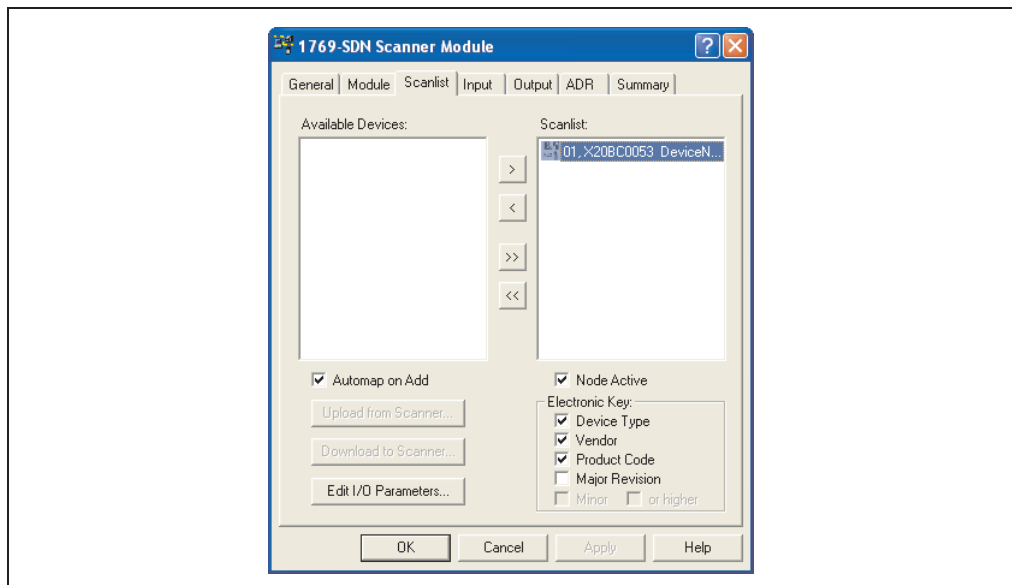 1769-SDN Scanner Module
General Module Scanlist Input Output ADR Summary
Available Devices:
Scanlist:
01, X20BC0053 DeviceN...
>
<
>>
<<
Automap on Add
Node Active
Upload from Scanner...
Download to Scanner...
Edit I/O Parameters...
Electronic Key:
Device Type
Vendor
Product Code
Major Revision
Minor or higher
OK Cancel Apply Help